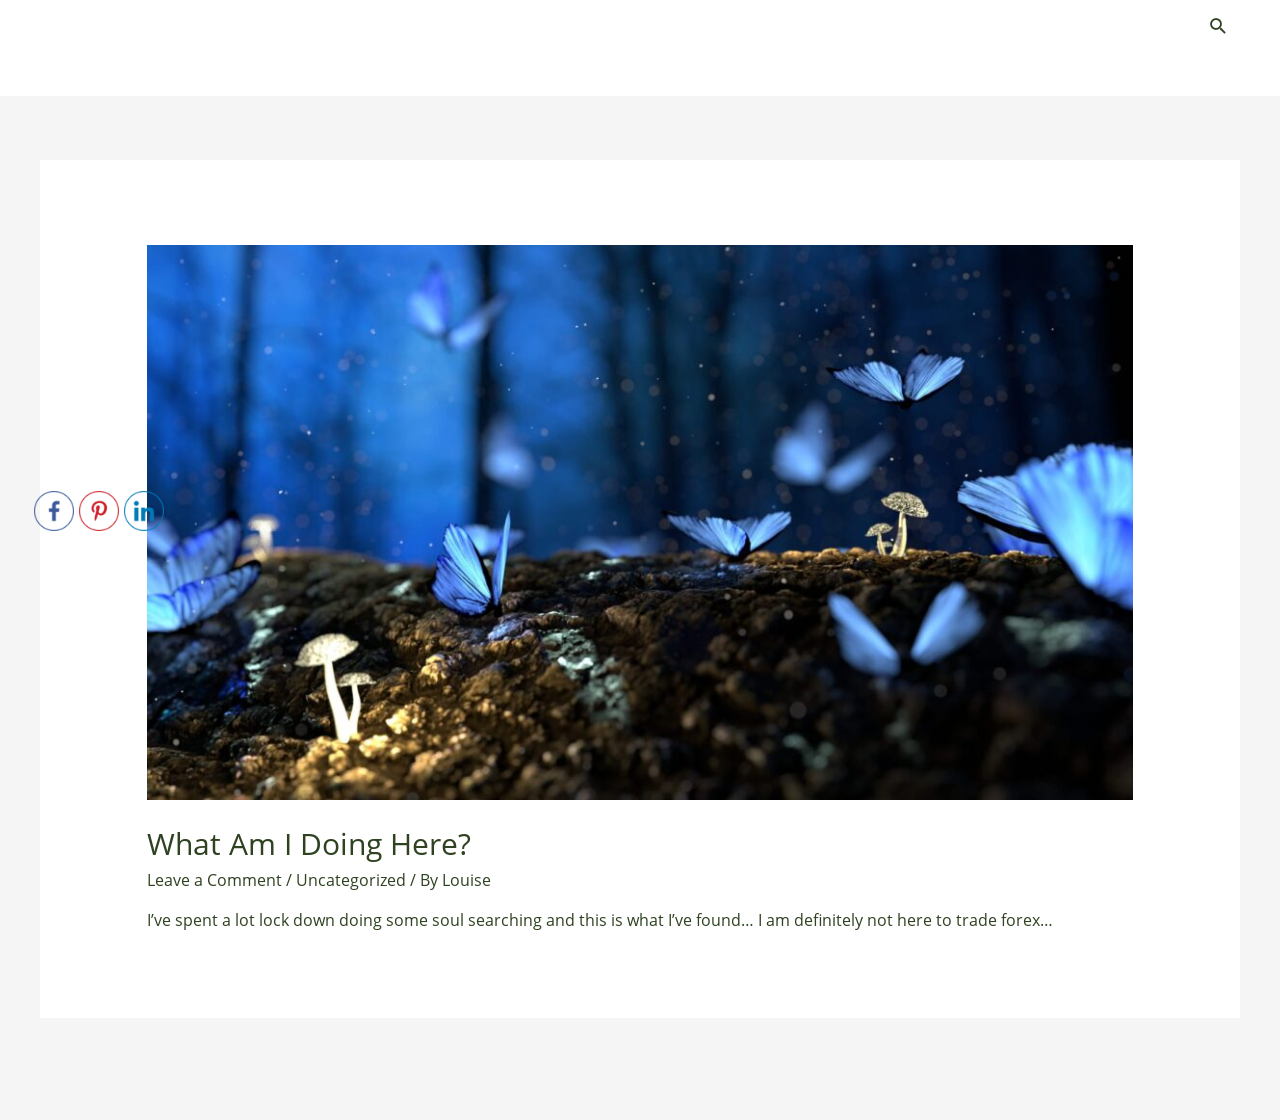 What Am I Doing Here?
Leave a Comment / Uncategorized / By Louise
I’ve spent a lot lock down doing some soul searching and this is what I’ve found… I am definitely not here to trade forex…